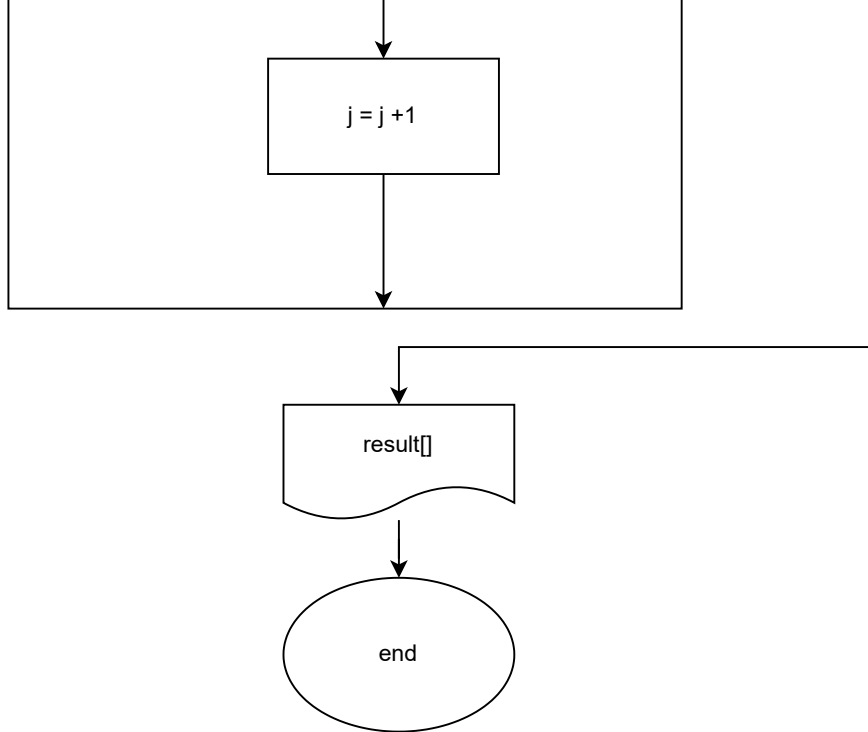 j = j +1
result[]
end